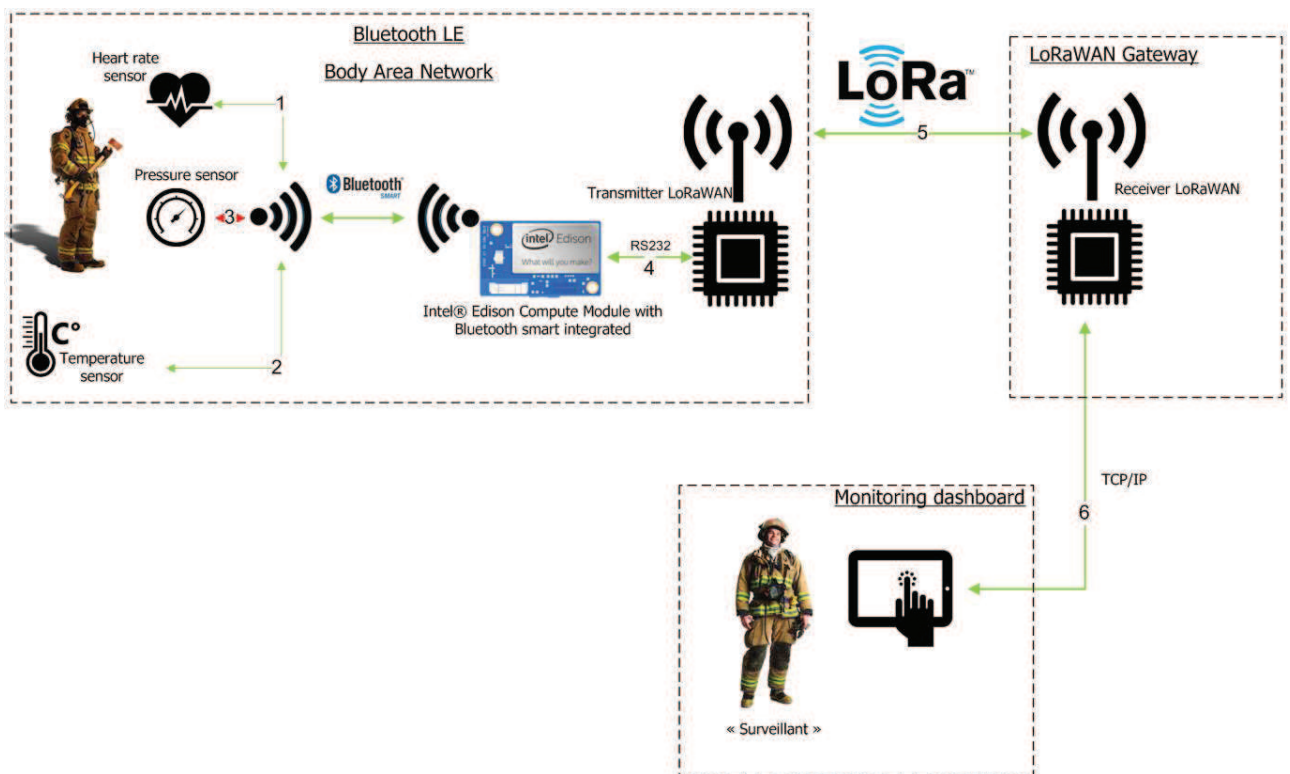 Bluetooth LE
Body Area Network
Heart rate
sensor
1
Pressure sensor
3
Bluetooth®
SMART
2
C°
Temperature
sensor
intel Edison
What will you make?
Intel® Edison Compute Module with
Bluetooth smart integrated
RS232
4
Transmitter LoRaWAN
LoRa™
5
LoRaWAN Gateway
Receiver LoRaWAN
TCP/IP
6
Monitoring dashboard
« Surveillant »